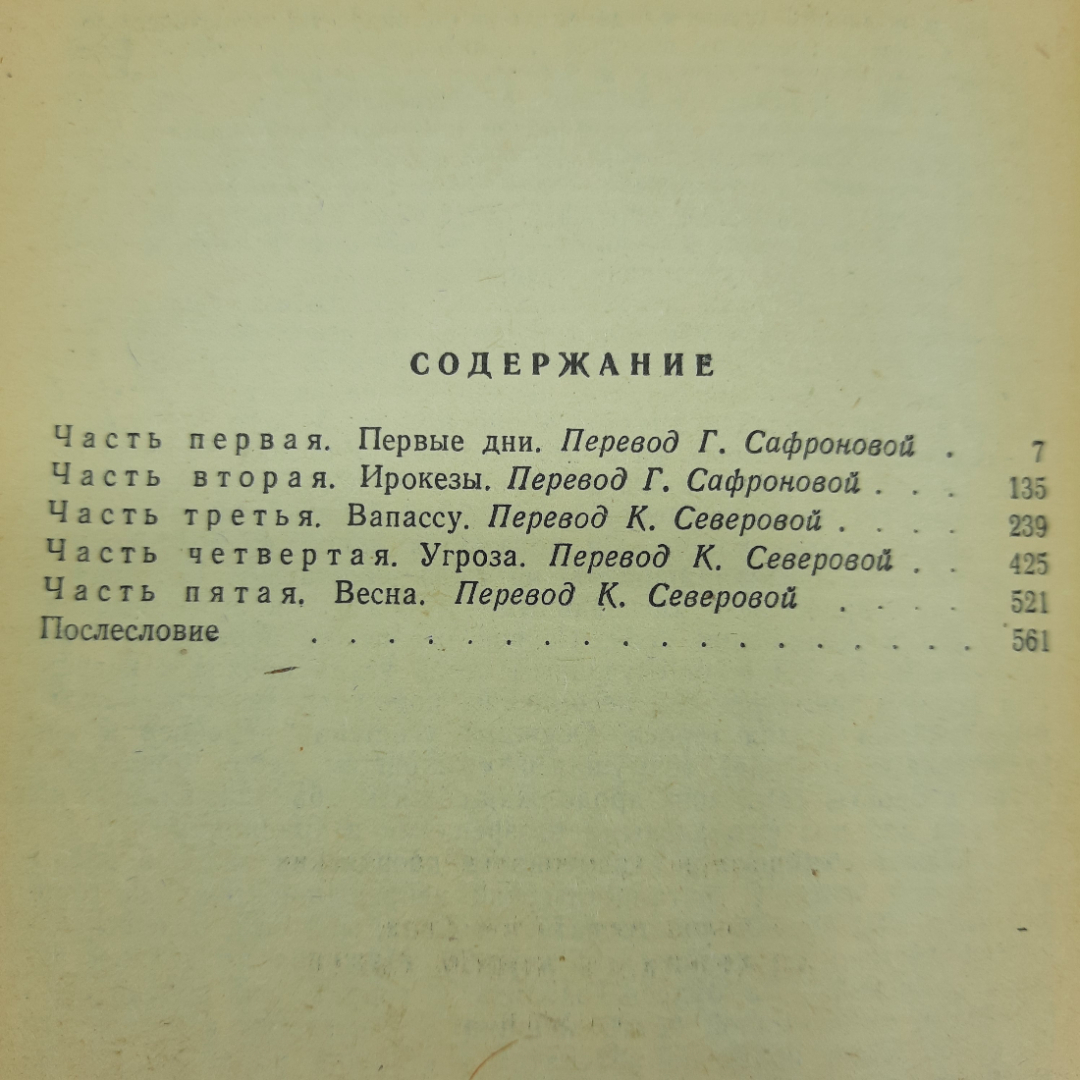 СОДЕРЖАНИЕ
Часть первая. Первые дни. Перевод Г. Сафроновой . 7
Часть вторая. Ирокезы. Перевод Г. Сафроновой . . . 135
Часть третья. Вапассу. Перевод К. Северовой . . . . 239
Часть четвертая. Угроза. Перевод К. Северовой . . 425
Часть пятая. Весна. Перевод К. Северовой . . . . 521
Послесловие . . . . . . . . . . . . . . . . . . 561